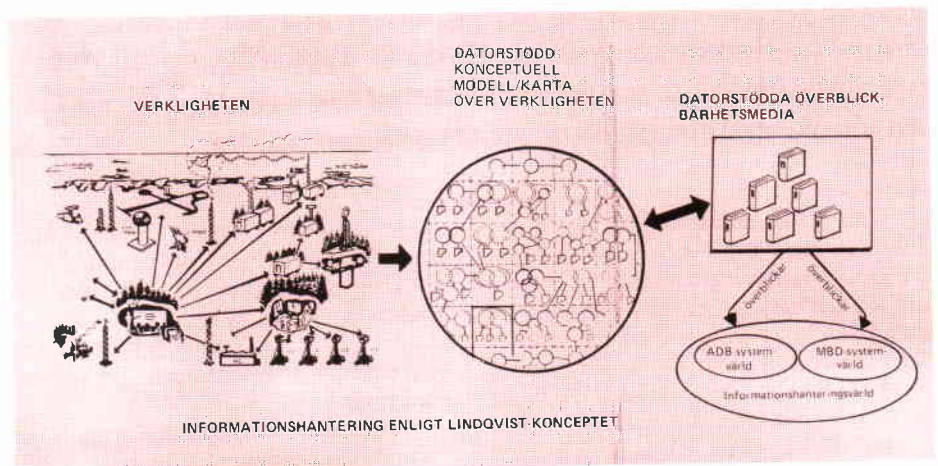 VERKLIGHETEN
DATORSTÖDD
KONCEPTUELL
MODELL/KARTA
ÖVER VERKLIGHETEN
DATORSTÖDDA ÖVERBLICK-
BARHETSMEDIA
överblickar
överblickar
ADB-system-
värld
MBD-system-
värld
Informationshanteringsvärld
INFORMATIONSHANTERING ENLIGT LINDQVIST-KONCEPTET